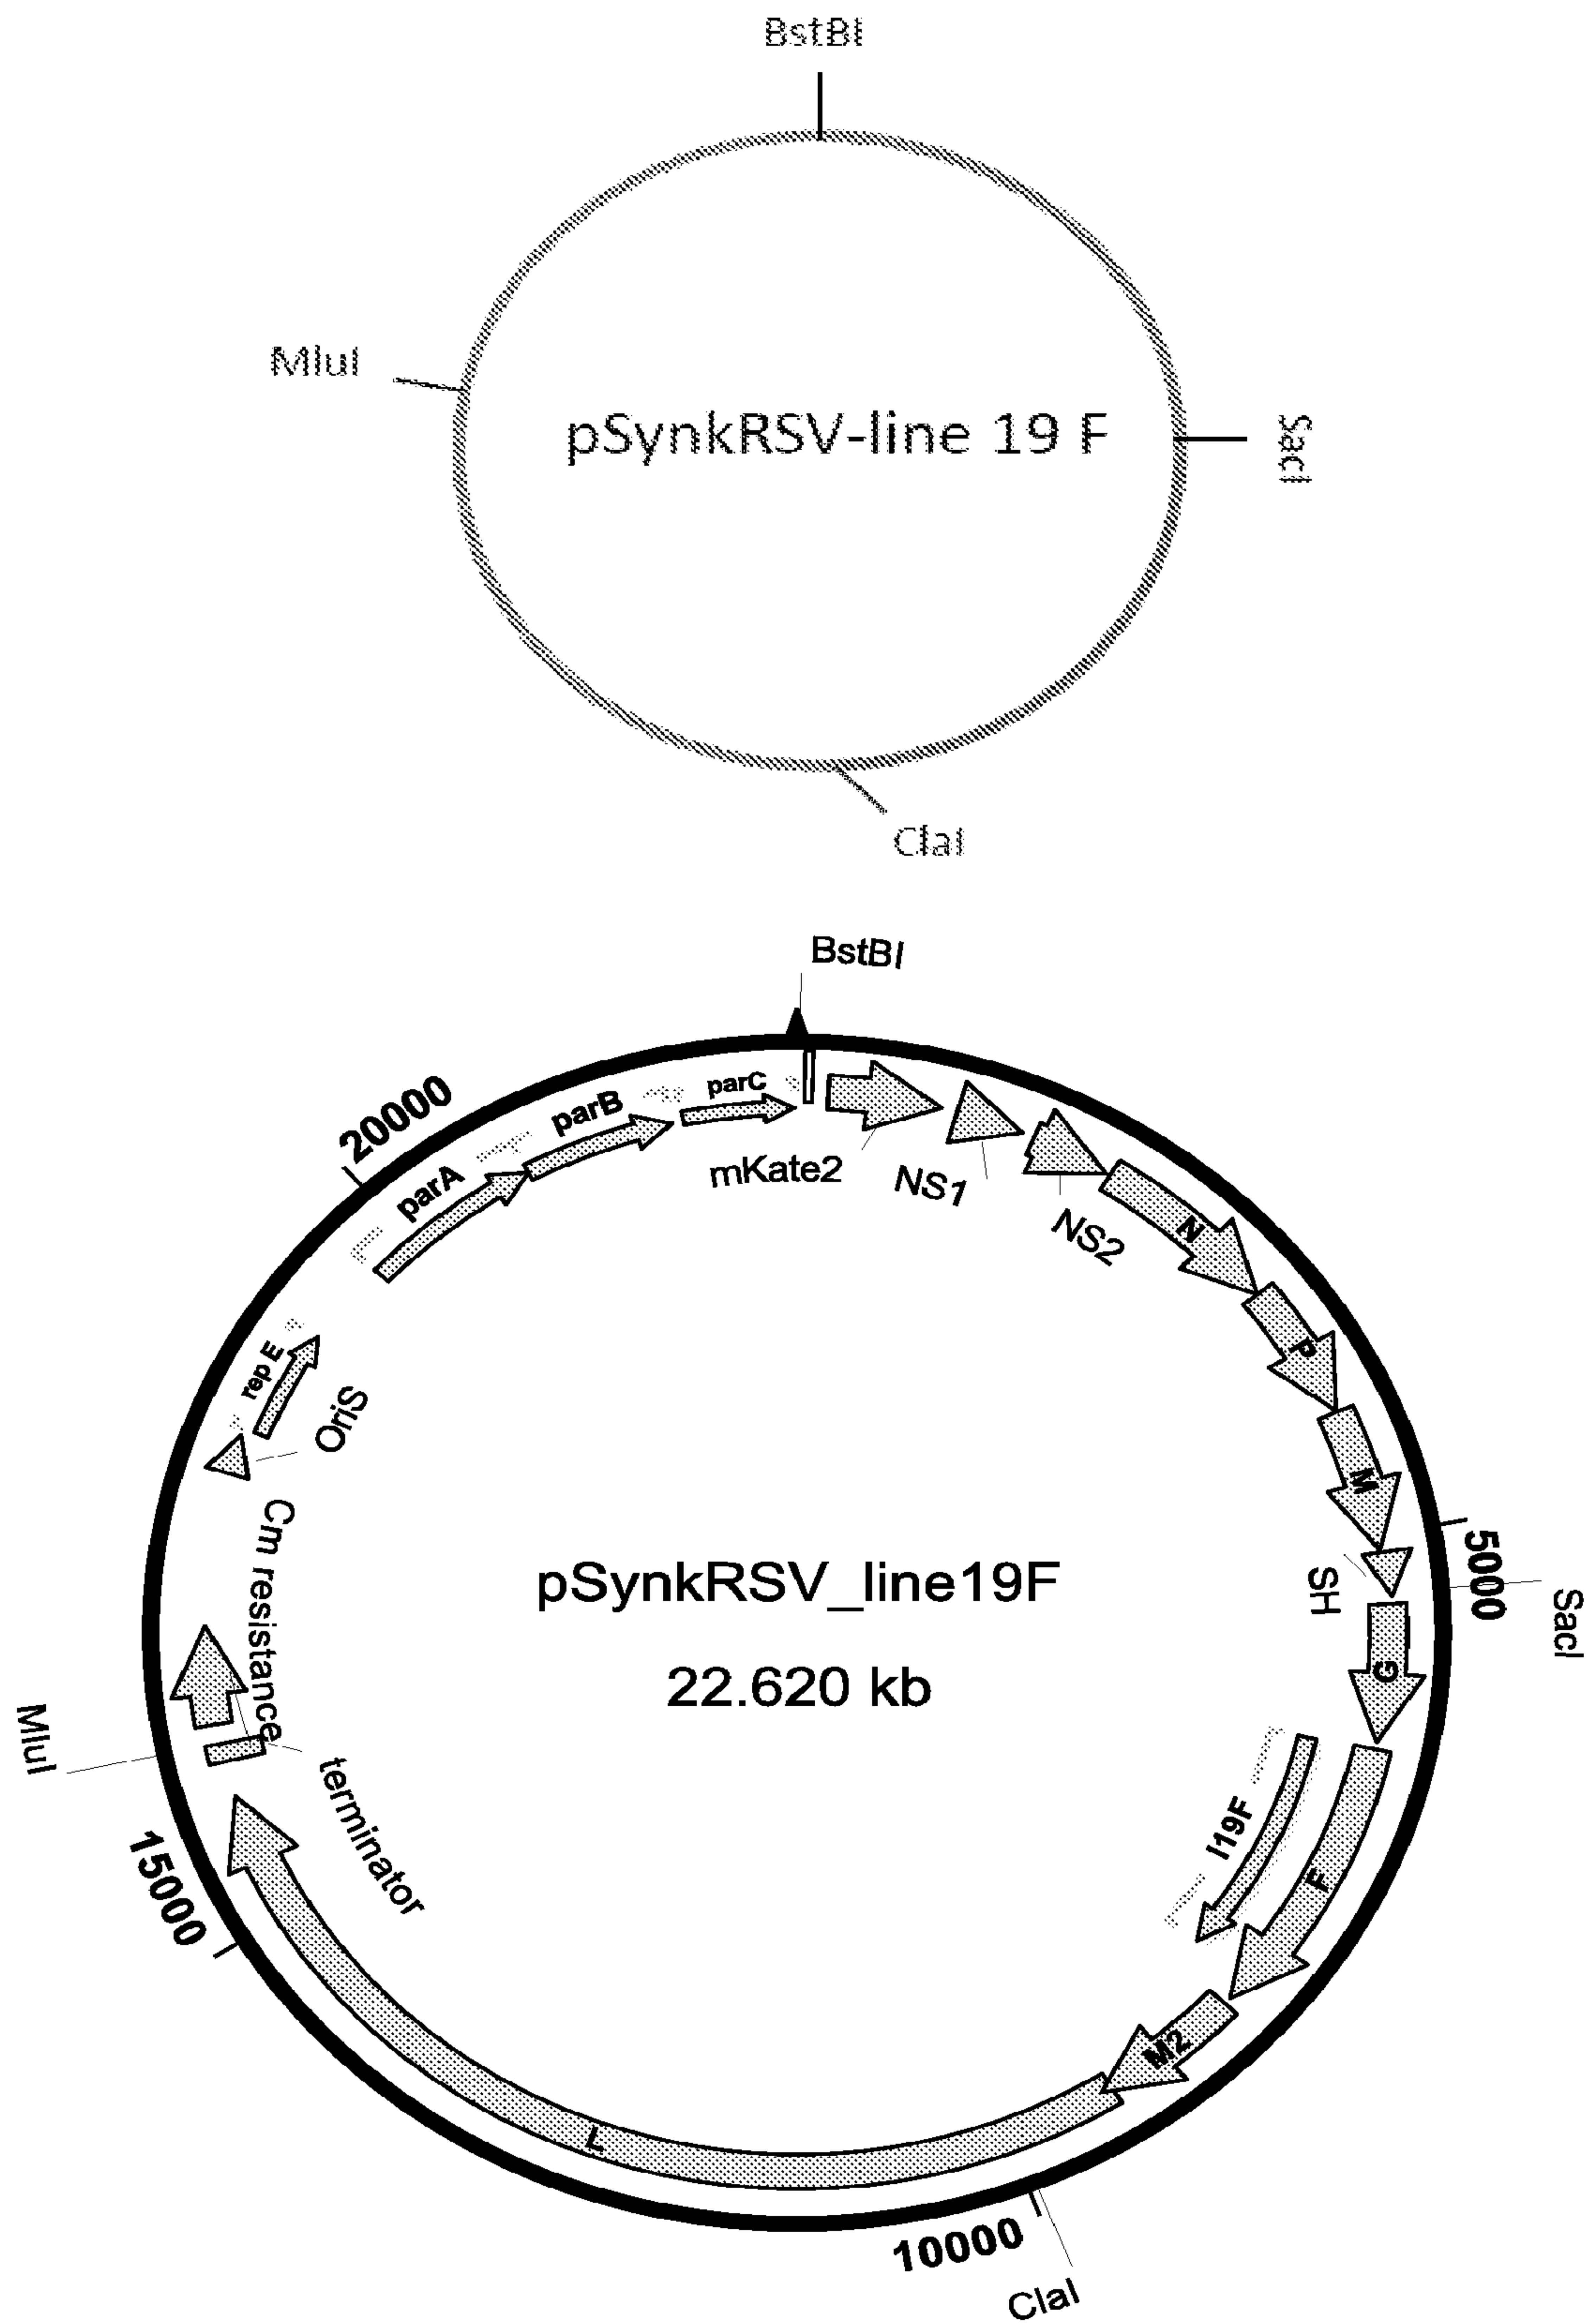 BstBI
MluI
pSynkRSV-line 19 F
SacI
ClaI
BstBI
20000
parA
parB
parC
mKate2
NS1
NS2
N
P
M
5000
SacI
SH
G
rep E
OriS
Cm resistance
pSynkRSV_line19F
22.620 kb
MluI
terminator
I19F
F
15000
M2
L
10000
ClaI